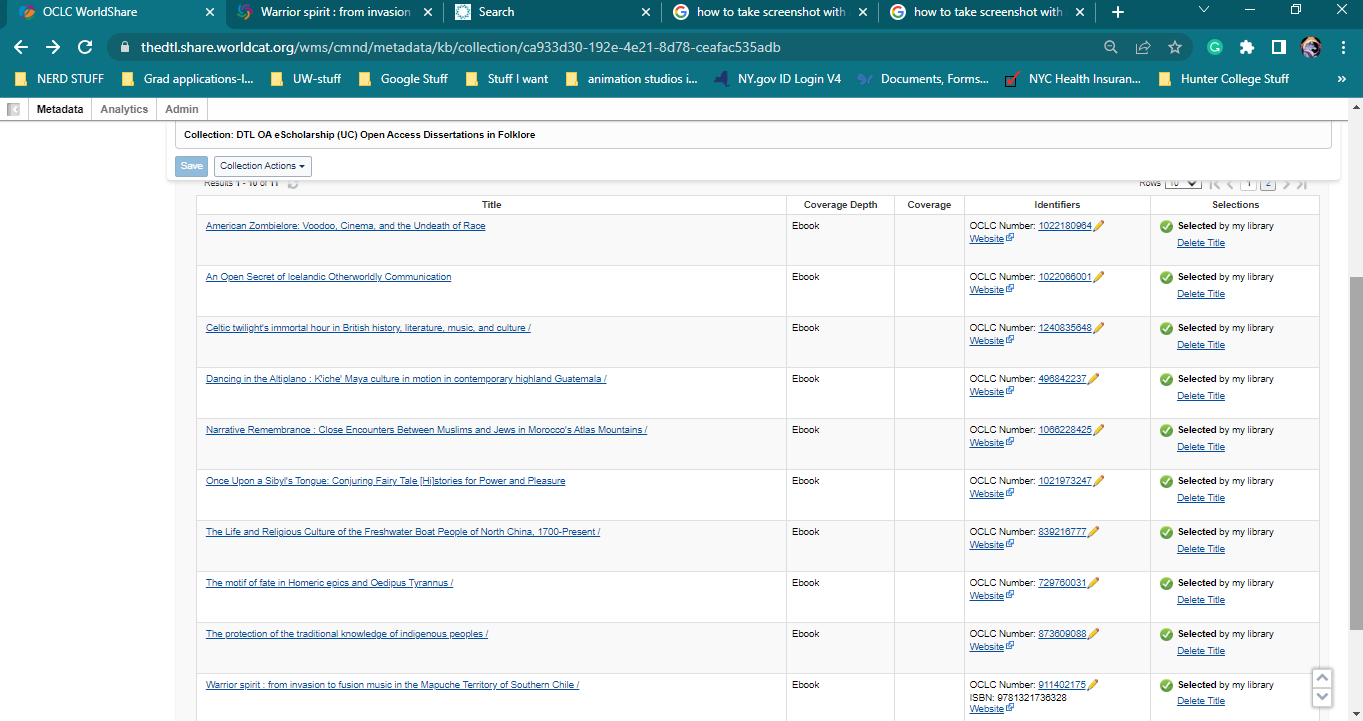 OCLC WorldShare
Warrior spirit : from invasion
Search
how to take screenshot with
how to take screenshot with
thedtl.share.worldcat.org/wms/cmnd/metadata/kb/collection/ca933d30-192e-4e21-8d78-ceafac535adb
NERD STUFF
Grad applications-I...
UW-stuff
Google Stuff
Stuff I want
animation studios i...
NY.gov ID Login V4
Documents, Forms...
NYC Health Insuran...
Hunter College Stuff
»
Metadata
Analytics
Admin
Collection: DTL OA eScholarship (UC) Open Access Dissertations in Folklore
Save
Collection Actions
Results 1 - 10 of 11
Rows 10 1 2
Title Coverage Depth Coverage Identifiers Selections
American Zombielore: Voodoo, Cinema, and the Undeath of Race Ebook OCLC Number: 1022180964 Selected by my library
Website Delete Title
An Open Secret of Icelandic Otherworldly Communication Ebook OCLC Number: 1022066001 Selected by my library
Website Delete Title
Celtic twilight's immortal hour in British history, literature, music, and culture / Ebook OCLC Number: 1240835648 Selected by my library
Website Delete Title
Dancing in the Altiplano : K'iche' Maya culture in motion in contemporary highland Guatemala / Ebook OCLC Number: 496842237 Selected by my library
Website Delete Title
Narrative Remembrance : Close Encounters Between Muslims and Jews in Morocco's Atlas Mountains / Ebook OCLC Number: 1066228425 Selected by my library
Website Delete Title
Once Upon a Sibyl's Tongue: Conjuring Fairy Tale [Hi]stories for Power and Pleasure Ebook OCLC Number: 1021973247 Selected by my library
Website Delete Title
The Life and Religious Culture of the Freshwater Boat People of North China, 1700-Present / Ebook OCLC Number: 839216777 Selected by my library
Website Delete Title
The motif of fate in Homeric epics and Oedipus Tyrannus / Ebook OCLC Number: 729760031 Selected by my library
Website Delete Title
The protection of the traditional knowledge of indigenous peoples / Ebook OCLC Number: 873609088 Selected by my library
Website Delete Title
Warrior spirit : from invasion to fusion music in the Mapuche Territory of Southern Chile / Ebook OCLC Number: 911402175 Selected by my library
ISBN: 9781321736328 Delete Title
Website